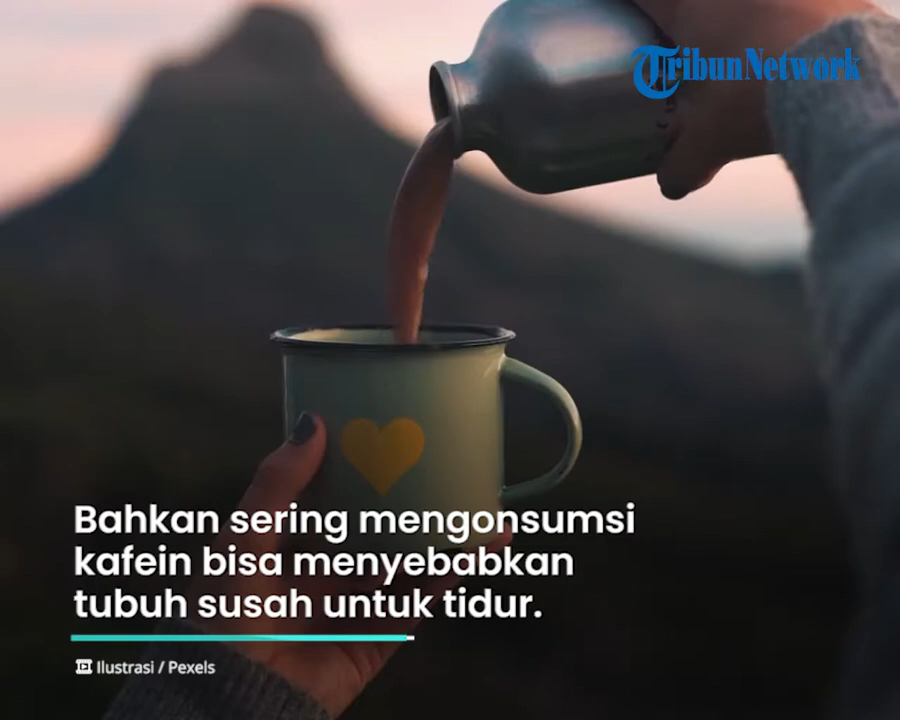 TribunNetwork
Bahkan sering mengonsumsi
kafein bisa menyebabkan
tubuh susah untuk tidur.
Ilustrasi / Pexels